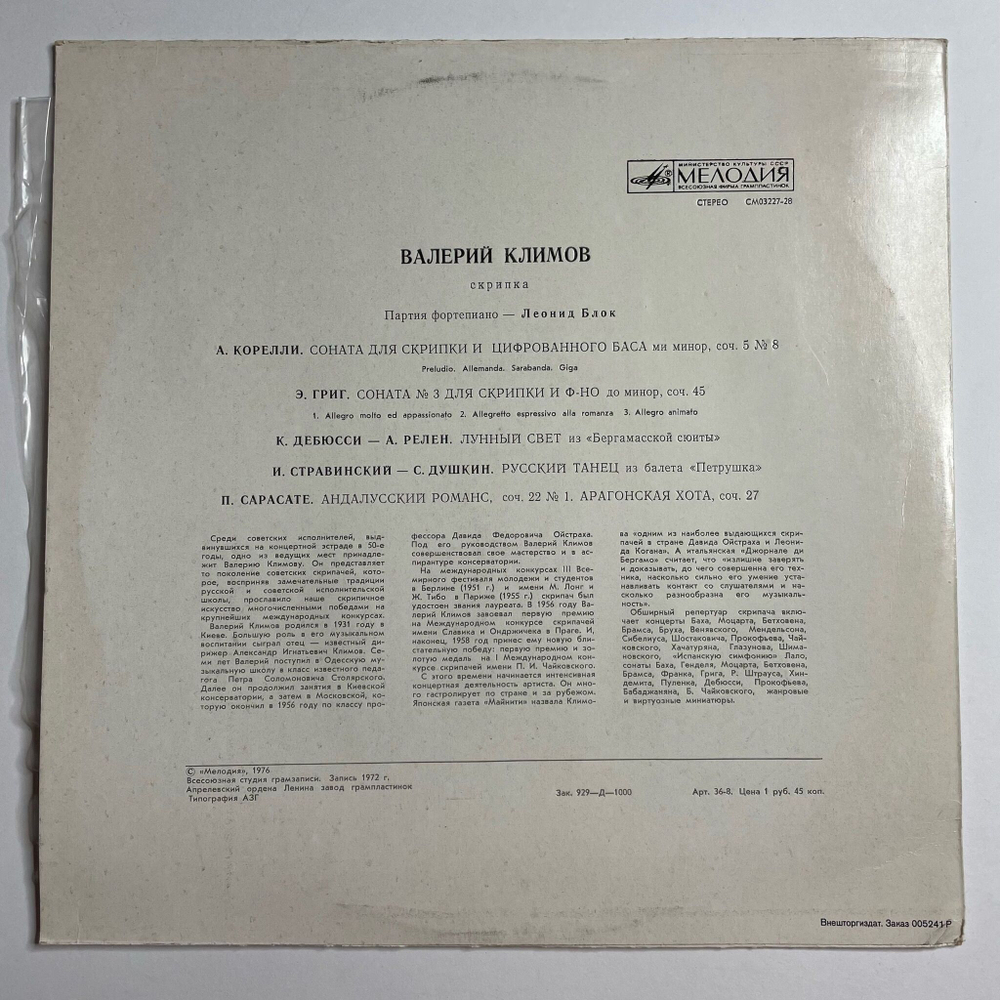 МИНИСТЕРСТВО КУЛЬТУРЫ СССР
МЕЛОДИЯ
ВСЕСОЮЗНАЯ ФИРМА ГРАМПЛАСТИНОК
СТЕРЕО СМ03227-28
ВАЛЕРИЙ КЛИМОВ
скрипка
Партия фортепиано — Леонид Блок
А. КОРЕЛЛИ. СОНАТА ДЛЯ СКРИПКИ И ЦИФРОВАННОГО БАСА ми минор, соч. 5 № 8
Preludio. Allemanda. Sarabanda. Giga
Э. ГРИГ. СОНАТА № 3 ДЛЯ СКРИПКИ И Ф-НО до минор, соч. 45
1. Allegro molto ed appassionato 2. Allegretto espressivo alla romanza 3. Allegro animato
К. ДЕБЮССИ — А. РЕЛЕН. ЛУННЫЙ СВЕТ из «Бергамасской сюиты»
И. СТРАВИНСКИЙ — С. ДУШКИН. РУССКИЙ ТАНЕЦ из балета «Петрушка»
П. САРАСАТЕ. АНДАЛУССКИЙ РОМАНС, соч. 22 № 1. АРАГОНСКАЯ ХОТА, соч. 27
Среди советских исполнителей, выд-
винувшихся на концертной эстраде в 50-е
годы, одно из ведущих мест принадле-
жит Валерию Климову. Он представляет
то поколение советских скрипачей, кото-
рое, восприняв замечательные традиции
русской и советской исполнительской
школы, прославило наше скрипичное
искусство многочисленными победами на
крупнейших международных конкурсах.
Валерий Климов родился в 1931 году в
Киеве. Большую роль в его музыкальном
воспитании сыграл отец — известный ди-
рижер Александр Игнатьевич Климов. Се-
ми лет Валерий поступил в Одесскую му-
зыкальную школу в класс известного педа-
гога Петра Соломоновича Столярского.
Далее он продолжил занятия в Киевской
консерватории, а затем в Московской, ко-
торую окончил в 1956 году по классу про-
фессора Давида Федоровича Ойстраха.
Под его руководством Валерий Климов
совершенствовал свое мастерство и в ас-
пирантуре консерватории.
На международных конкурсах III Все-
мирного фестиваля молодежи и студентов
в Берлине (1951 г.) и имени М. Лонг и
Ж. Тибо в Париже (1955 г.) скрипач был
удостоен звания лауреата. В 1956 году Ва-
лерий Климов завоевал первую премию
на Международном конкурсе скрипачей
имени Славика и Ондржичека в Праге. И,
наконец, 1958 год принес ему новую бли-
стательную победу: первую премию и зо-
лотую медаль на I Международном кон-
курсе скрипачей имени П. И. Чайковского.
С этого времени начинается интенсивная
концертная деятельность артиста. Он мно-
го гастролирует по стране и за рубежом.
Японская газета «Майнити» назвала Климо-
ва «одним из наиболее выдающихся скри-
пачей в стране Давида Ойстраха и Леони-
да Когана». А итальянская «Джорнале ди
Бергамо» считает, что «излишне заверять
и доказывать, до чего совершенна его тех-
ника, насколько сильно его умение уста-
навливать контакт со слушателями и на-
сколько разнообразна его музыкаль-
ность».
Обширный репертуар скрипача вклю-
чает концерты Баха, Моцарта, Бетховена,
Брамса, Бруха, Венявского, Мендельсона,
Сибелиуса, Шостаковича, Прокофьева, Чай-
ковского, Хачатуряна, Глазунова, Шима-
новского, «Испанскую симфонию» Лало,
сонаты Баха, Генделя, Моцарта, Бетховена,
Брамса, Франка, Грига, Р. Штрауса, Хин-
демита, Пуленка, Дебюсси, Прокофьева,
Бабаджаняна, Б. Чайковского, жанровые
и виртуозные миниатюры.
© «Мелодия», 1976
Всесоюзная студия грамзаписи. Запись 1972 г.
Апрелевский ордена Ленина завод грампластинок
Типография АЗГ
Зак. 929—Д—1000
Арт. 36-8. Цена 1 руб. 45 коп.
Внешторгиздат. Заказ 005241Р